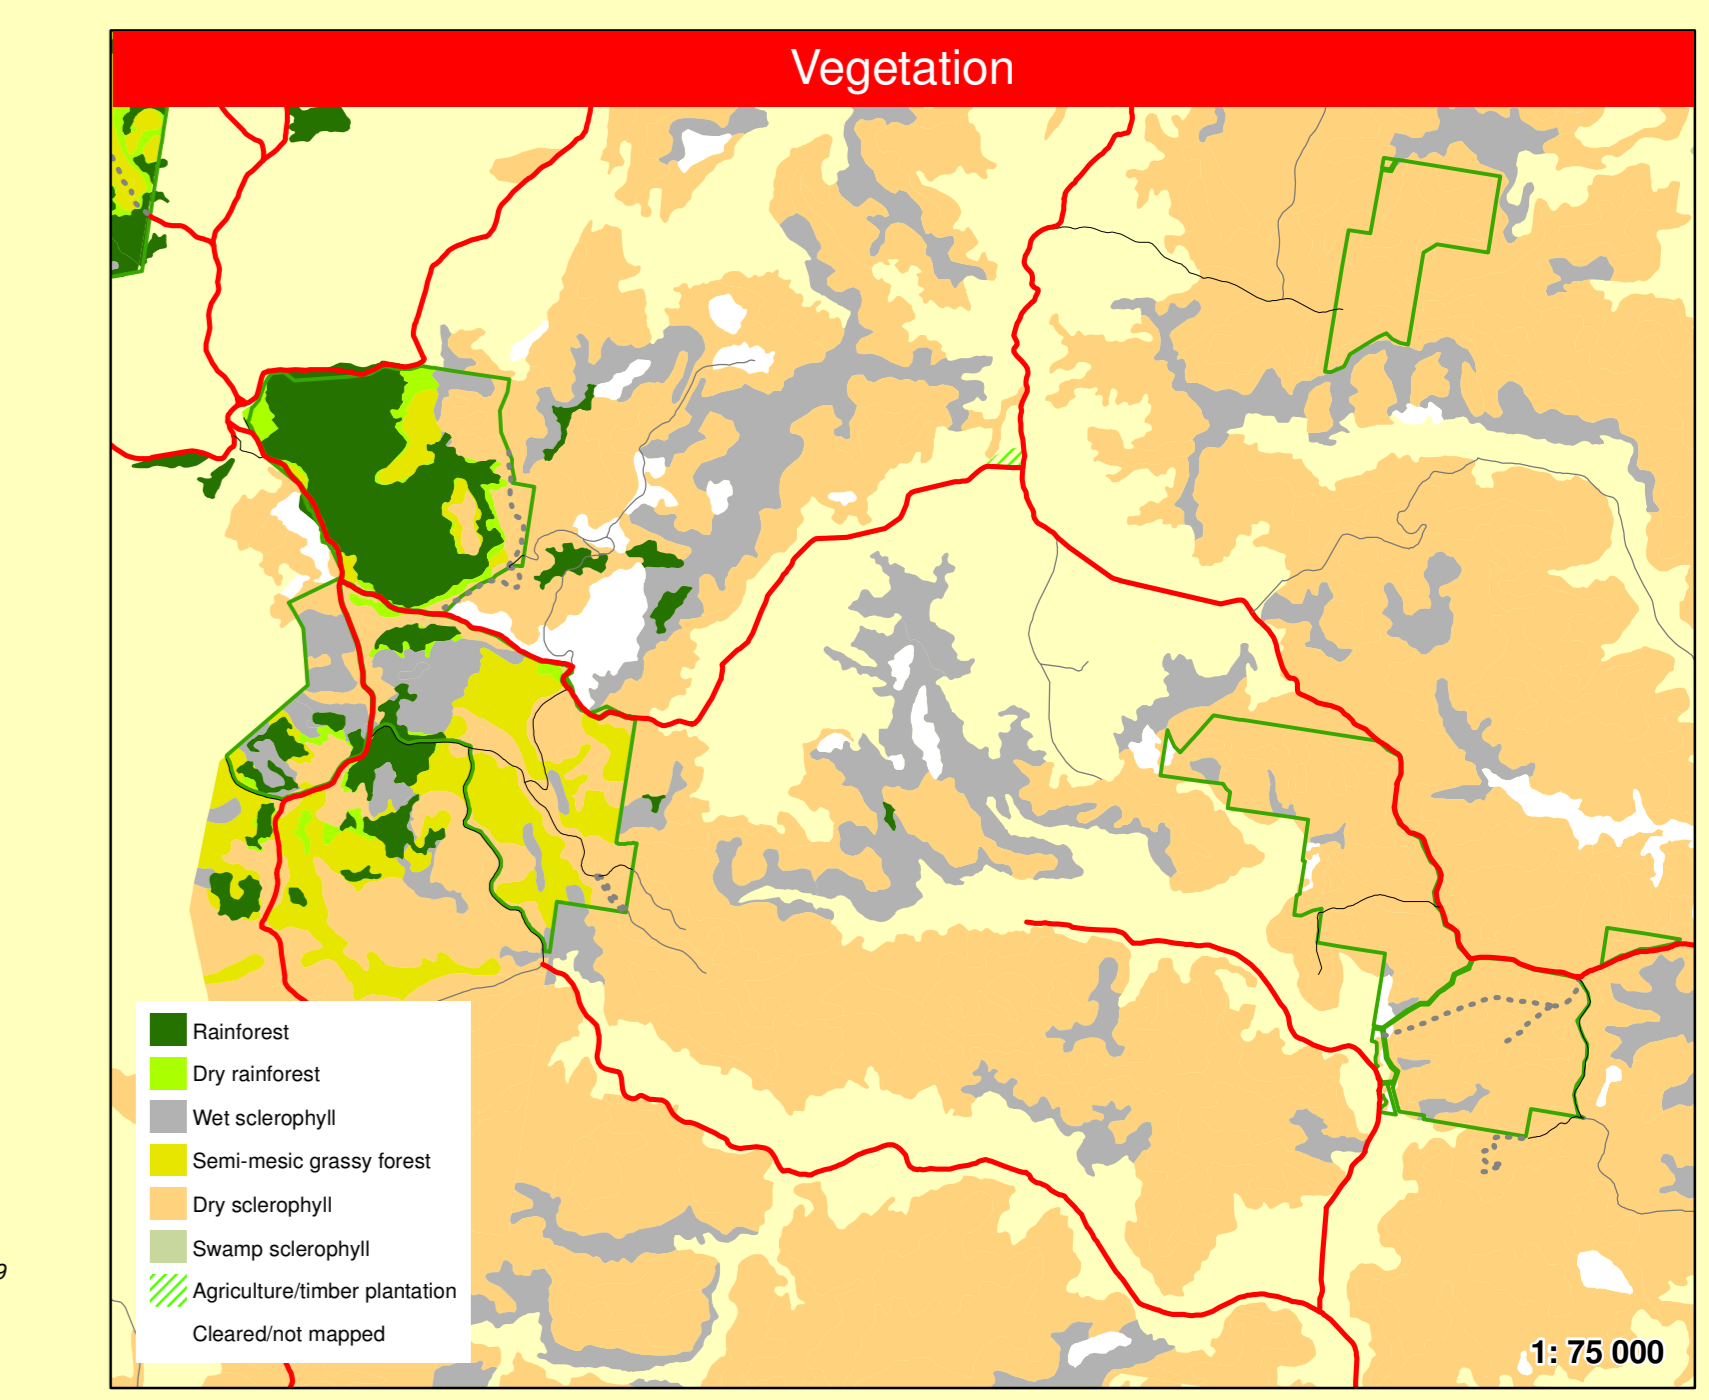 Vegetation
Rainforest
Dry rainforest
Wet sclerophyll
Semi-mesic grassy forest
Dry sclerophyll
Swamp sclerophyll
9
Agriculture/timber plantation
Cleared/not mapped
1: 75 000